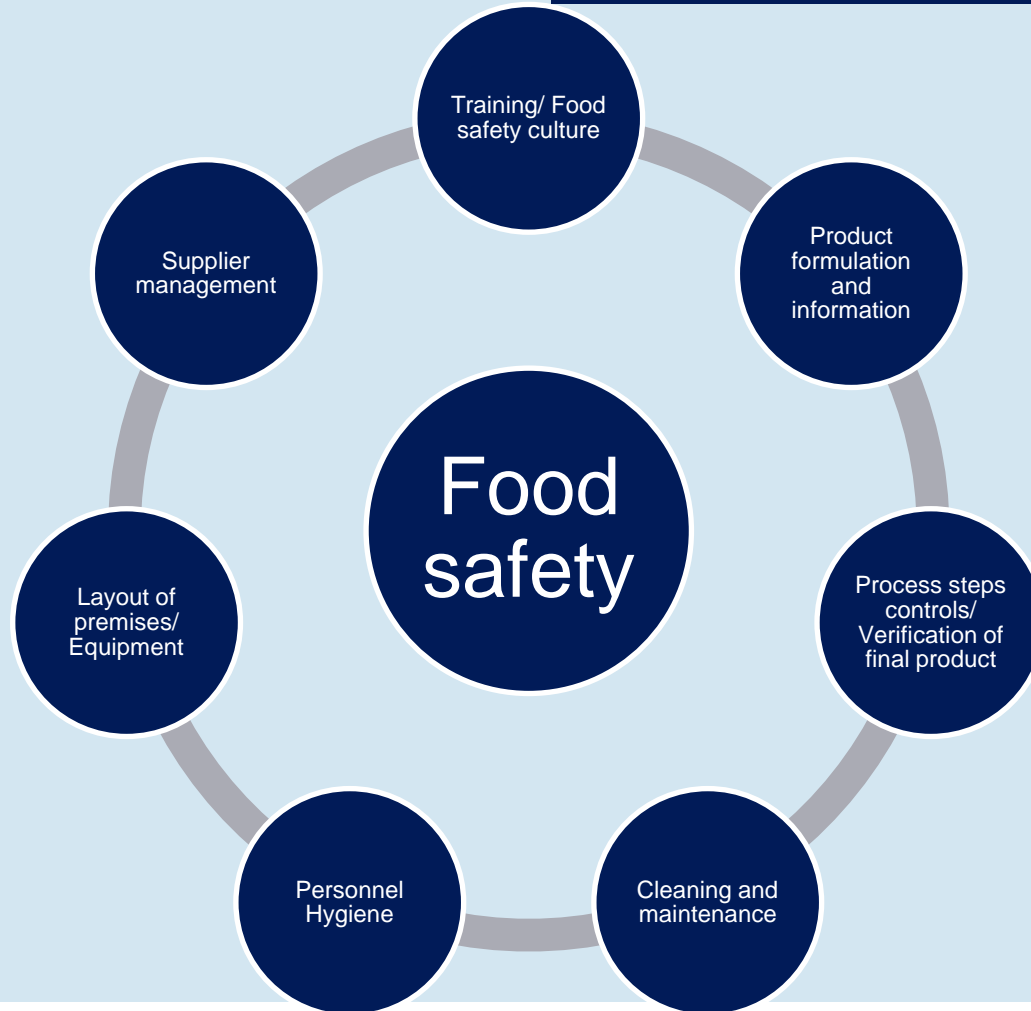 Training/ Food
safety culture
Product
formulation
and
information
Process steps
controls/
Verification of
final product
Cleaning and
maintenance
Personnel
Hygiene
Layout of
premises/
Equipment
Supplier
management
Food
safety